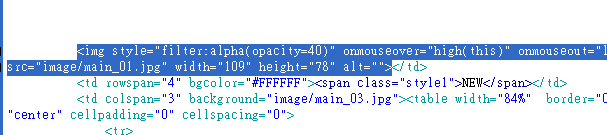 <img style="filter:alpha(opacity=40)" onmouseover="high(this)" onmouseout="l
src="image/main_01.jpg" width="109" height="78" alt=""></td>
<td rowspan="4" bgcolor="#FFFFFF"><span class="style1">NEW</span></td>
<td colspan="3" background="image/main_03.jpg"><table width="84%" border="0
"center" cellpadding="0" cellspacing="0">
<tr>